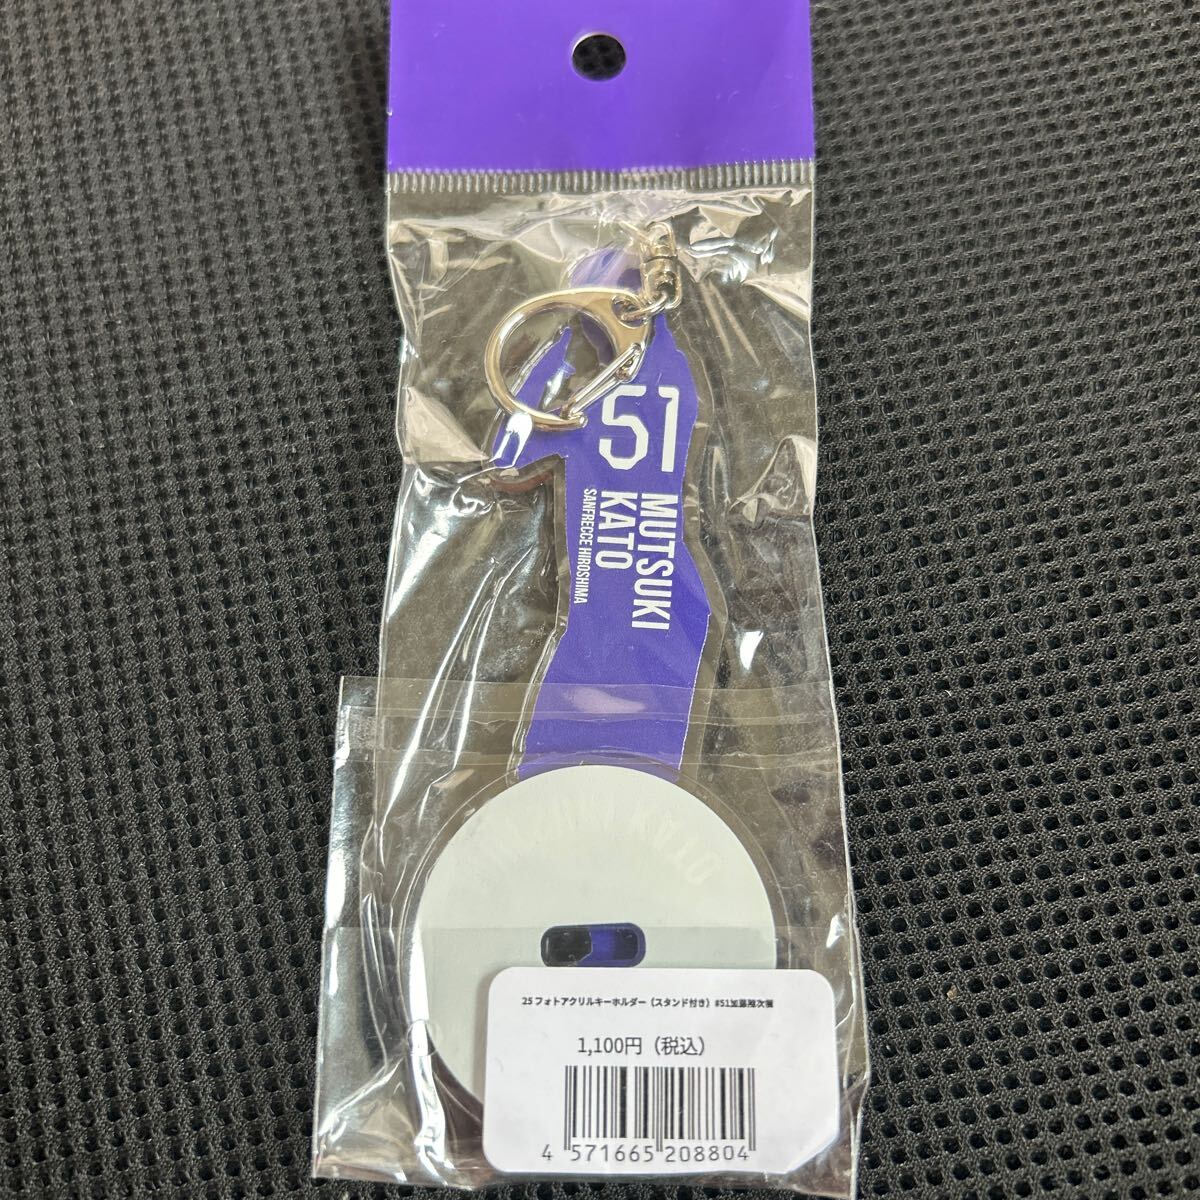 51
MUTSUKI
KATO
SANFRECCE HIROSHIMA
KATO
25 フォトアクリルキーホルダー（スタンド付き）#51加藤陸次樹
1,100円（税込）
4 571665 208804